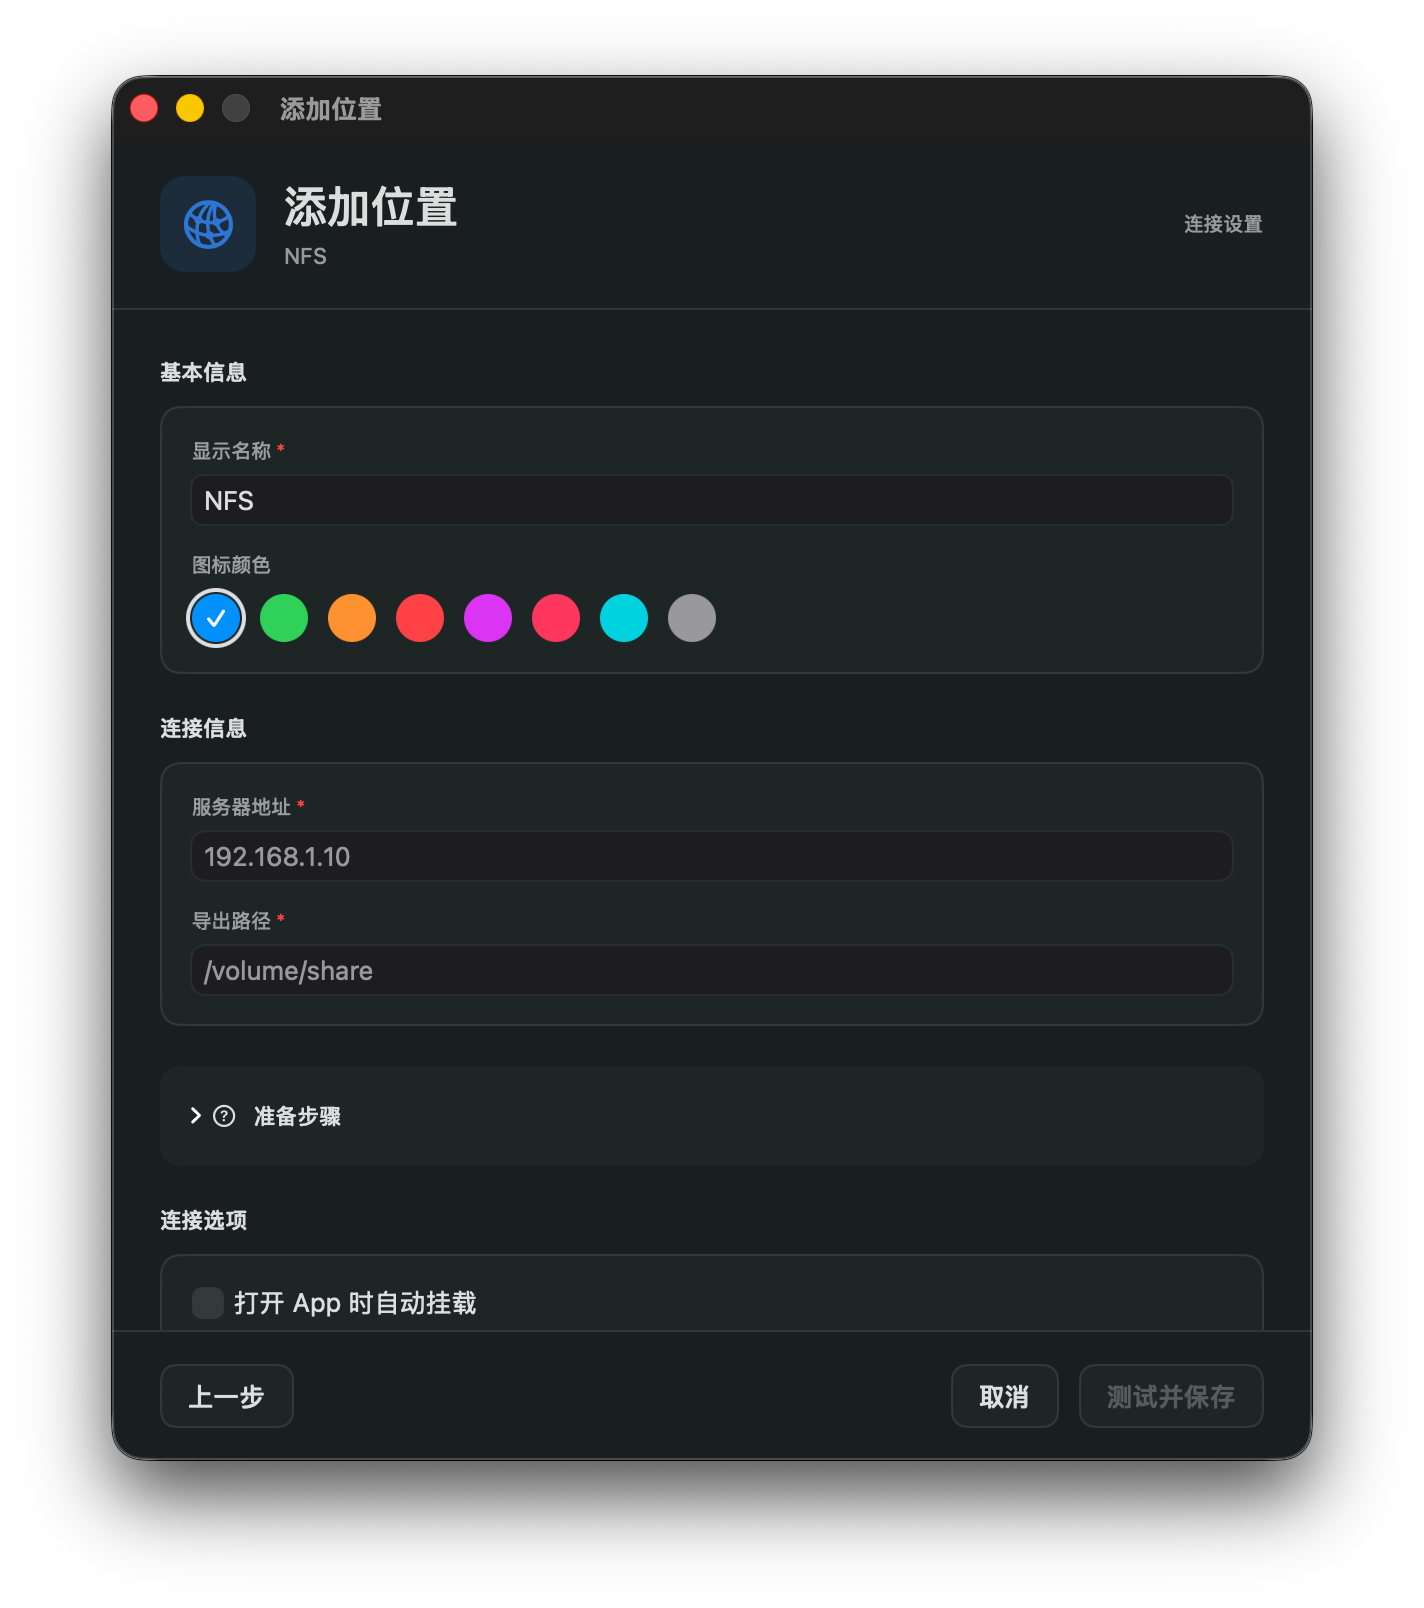 添加位置
添加位置
NFS
连接设置
基本信息
显示名称 *
NFS
图标颜色
连接信息
服务器地址 *
192.168.1.10
导出路径 *
/volume/share
准备步骤
连接选项
打开 App 时自动挂载
上一步
取消
测试并保存